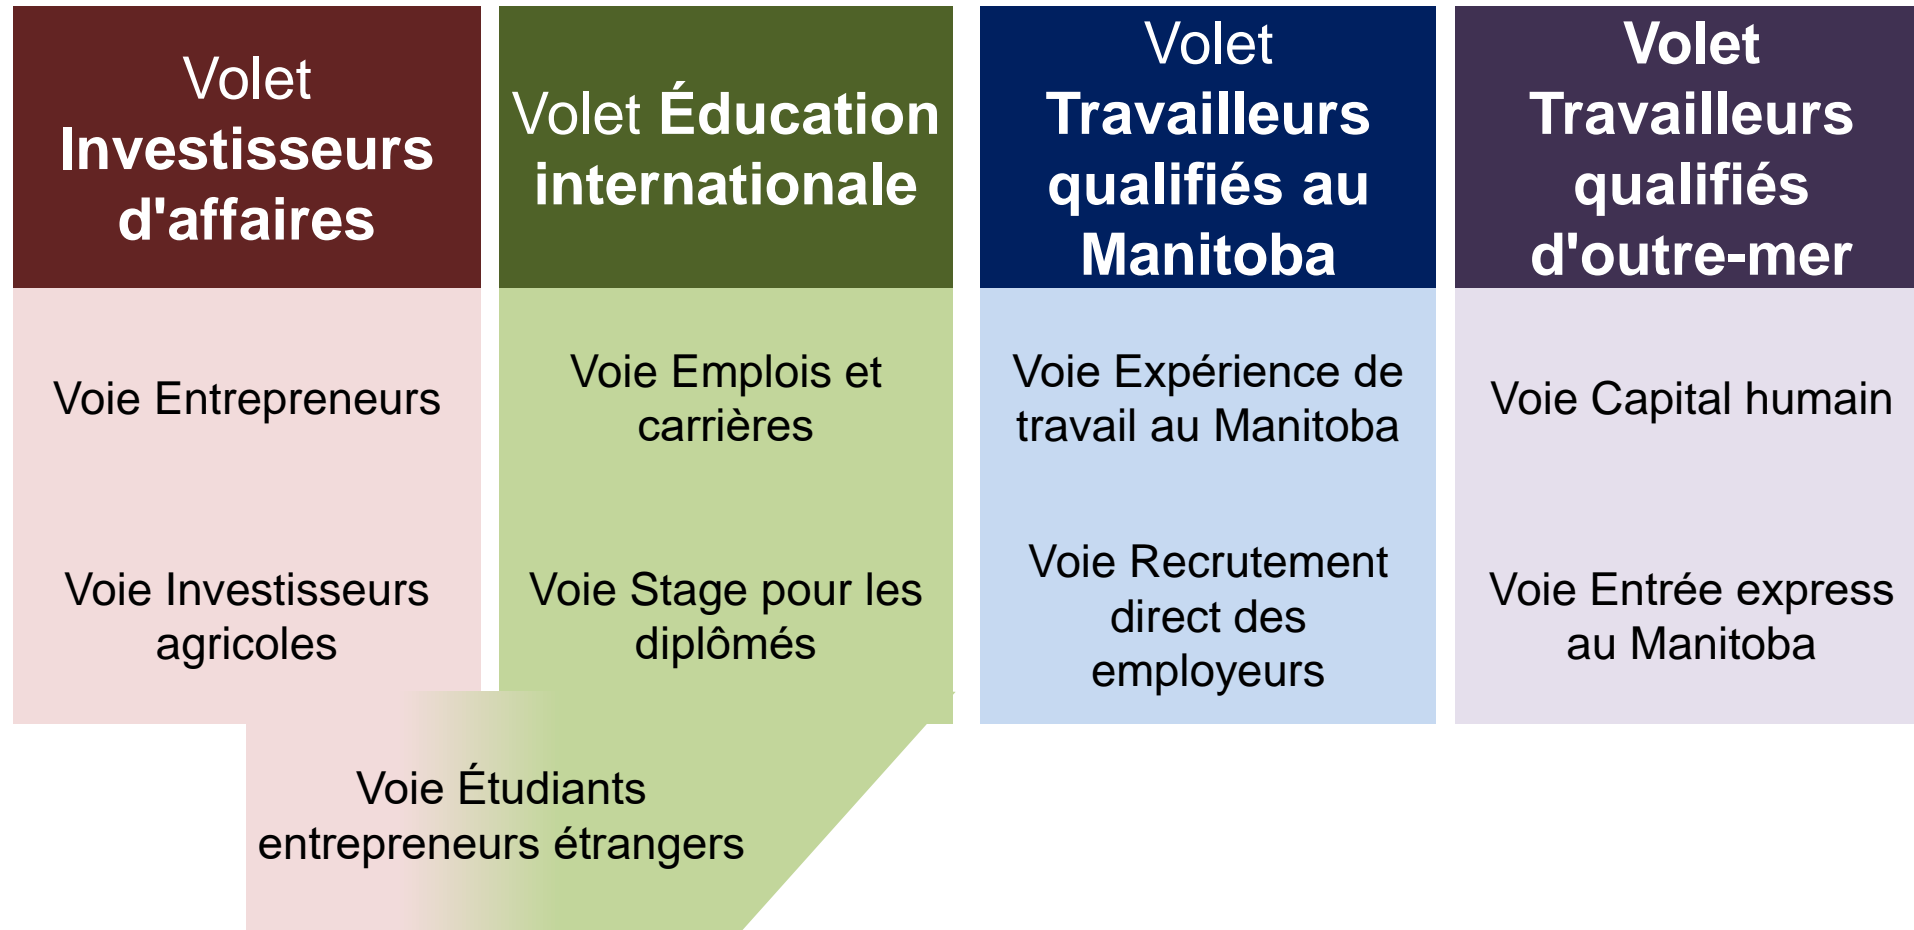 Volet
Investisseurs
d'affaires
Volet Éducation
internationale
Volet
Travailleurs
qualifiés au
Manitoba
Volet
Travailleurs
qualifiés
d'outre-mer
Voie Entrepreneurs
Voie Investisseurs
agricoles
Voie Emplois et
carrières
Voie Stage pour les
diplômés
Voie Étudiants
entrepreneurs étrangers
Voie Expérience de
travail au Manitoba
Voie Recrutement
direct des
employeurs
Voie Capital humain
Voie Entrée express
au Manitoba